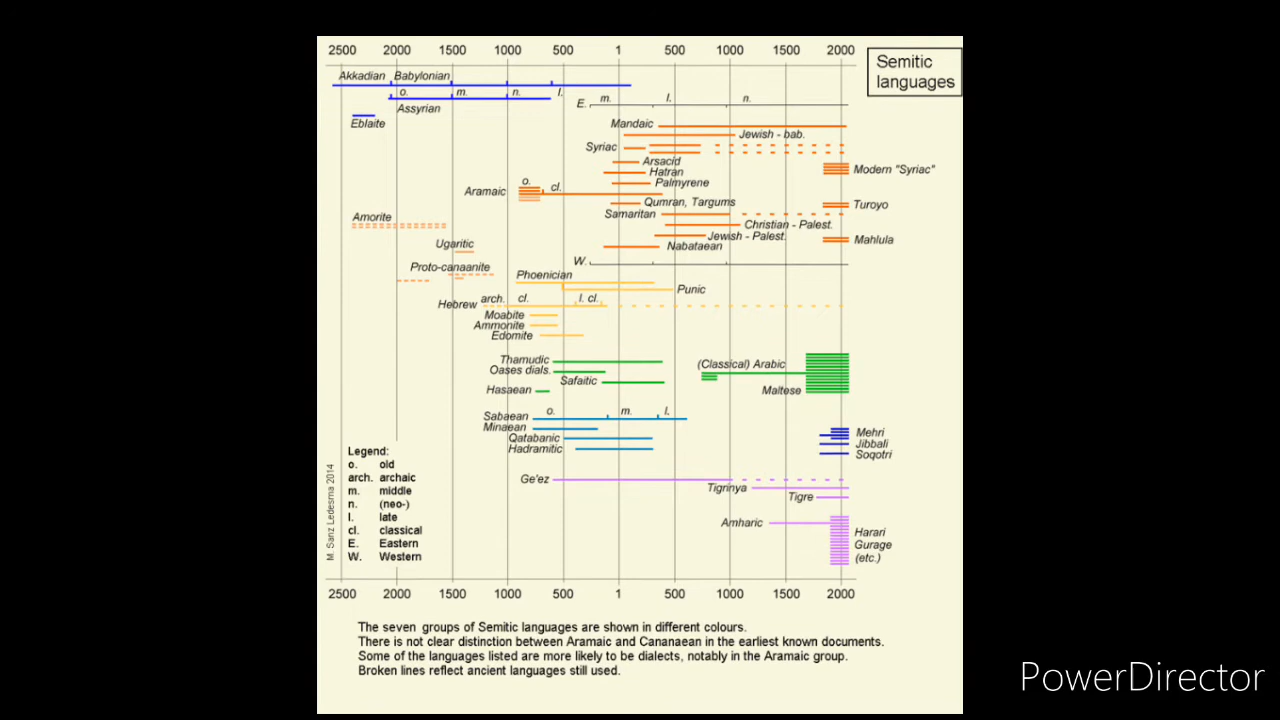 2500 2000 1500 1000 500 1 500 1000 1500 2000
Semitic
languages
Akkadian Babylonian
o. m. n. l.
Assyrian
E. m. l. n.
Eblaite
Mandaic
Jewish - bab.
Syriac
Arsacid
Modern "Syriac"
Hatran
o.
Palmyrene
Aramaic cl.
Qumran, Targums
Turoyo
Samaritan
Amorite
Christian - Palest.
Jewish - Palest.
Mahlula
Ugaritic
Nabataean
W.
Proto-canaanite
Phoenician
Punic
Hebrew arch. cl. l. cl.
Moabite
Ammonite
Edomite
Thamudic
(Classical) Arabic
Oases dials.
Safaitic
Hasaean
Maltese
o. m. l.
Sabaean
Minaean
Mehri
Qatabanic
Jibbali
Hadramitic
Soqotri
Legend:
o. old
arch. archaic
m. middle
n. (neo-)
l. late
cl. classical
E. Eastern
W. Western
M. Sanz Ledesma 2014
Ge'ez
Tigrinya
Tigre
Amharic
Harari
Gurage
(etc.)
2500 2000 1500 1000 500 1 500 1000 1500 2000
The seven groups of Semitic languages are shown in different colours.
There is not clear distinction between Aramaic and Cananaean in the earliest known documents.
Some of the languages listed are more likely to be dialects, notably in the Aramaic group.
Broken lines reflect ancient languages still used.
PowerDirector